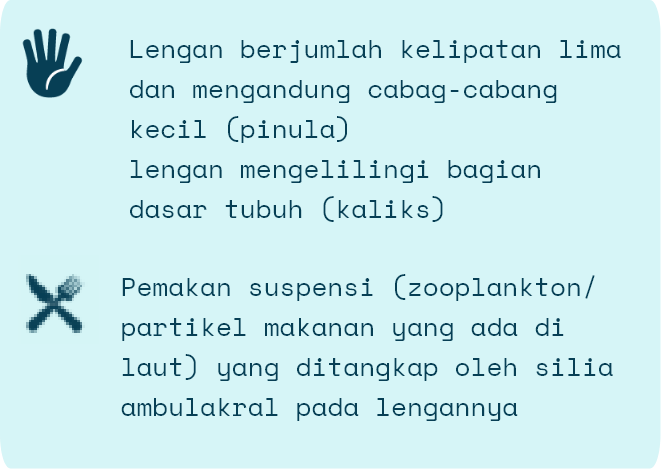 Lengan berjumlah kelipatan lima
dan mengandung cabag-cabang
kecil (pinula)
lengan mengelilingi bagian
dasar tubuh (kaliks)
Pemakan suspensi (zooplankton/
partikel makanan yang ada di
laut) yang ditangkap oleh silia
ambulakral pada lengannya